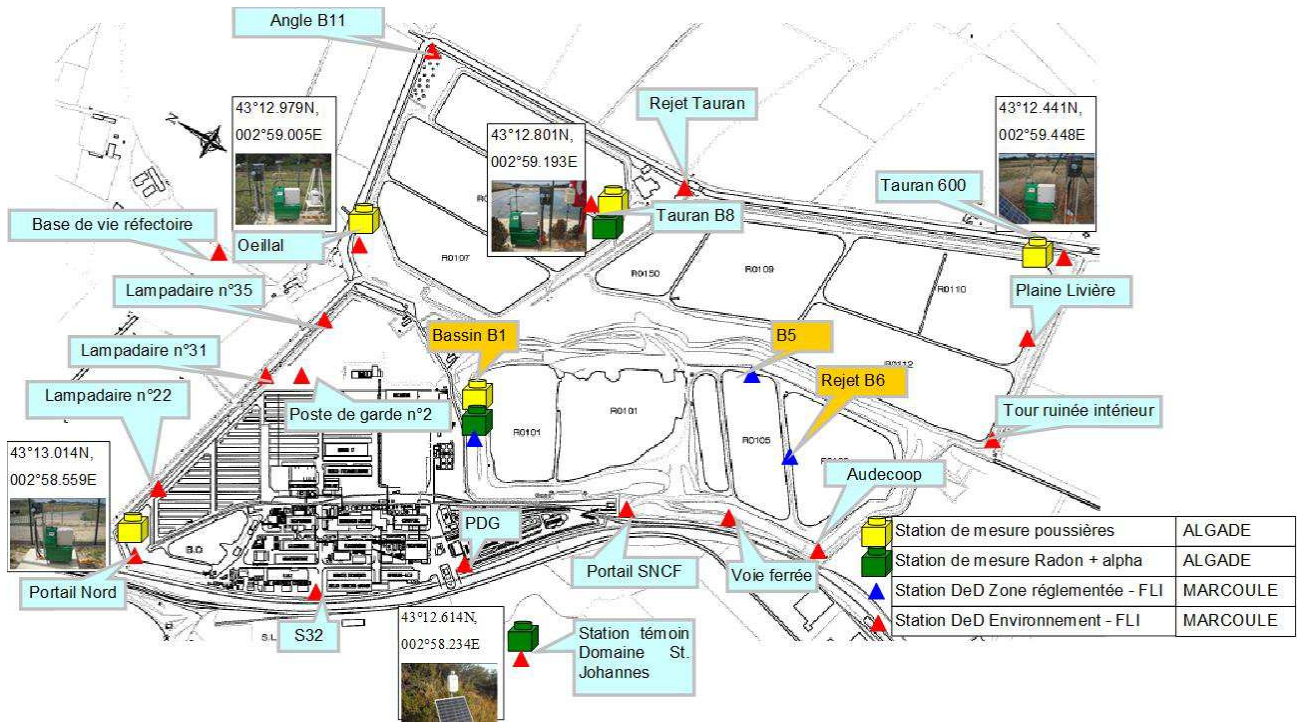 Angle B11
43°12.979N,
002°59.005E
43°12.801N,
002°59.193E
Rejet Tauran
43°12.441N,
002°59.448E
Tauran 600
Base de vie réfectoire
Oeillal
Tauran B8
N
R0107
R0150
R0109
R0110
Plaine Livière
Lampadaire n°35
Bassin B1
B5
Lampadaire n°31
Rejet B6
R0112
Lampadaire n°22
Poste de garde n°2
R0101
R0101
R0105
Tour ruinée intérieur
43°13.014N,
002°58.559E
Audecoop
PDG
B.O
Portail Nord
Portail SNCF
Voie ferrée
S32
S.L
43°12.614N,
002°58.234E
Station témoin
Domaine St.
Johannes
Station de mesure poussières ALGADE
Station de mesure Radon + alpha ALGADE
Station DeD Zone réglementée - FLI MARCOULE
Station DeD Environnement - FLI MARCOULE